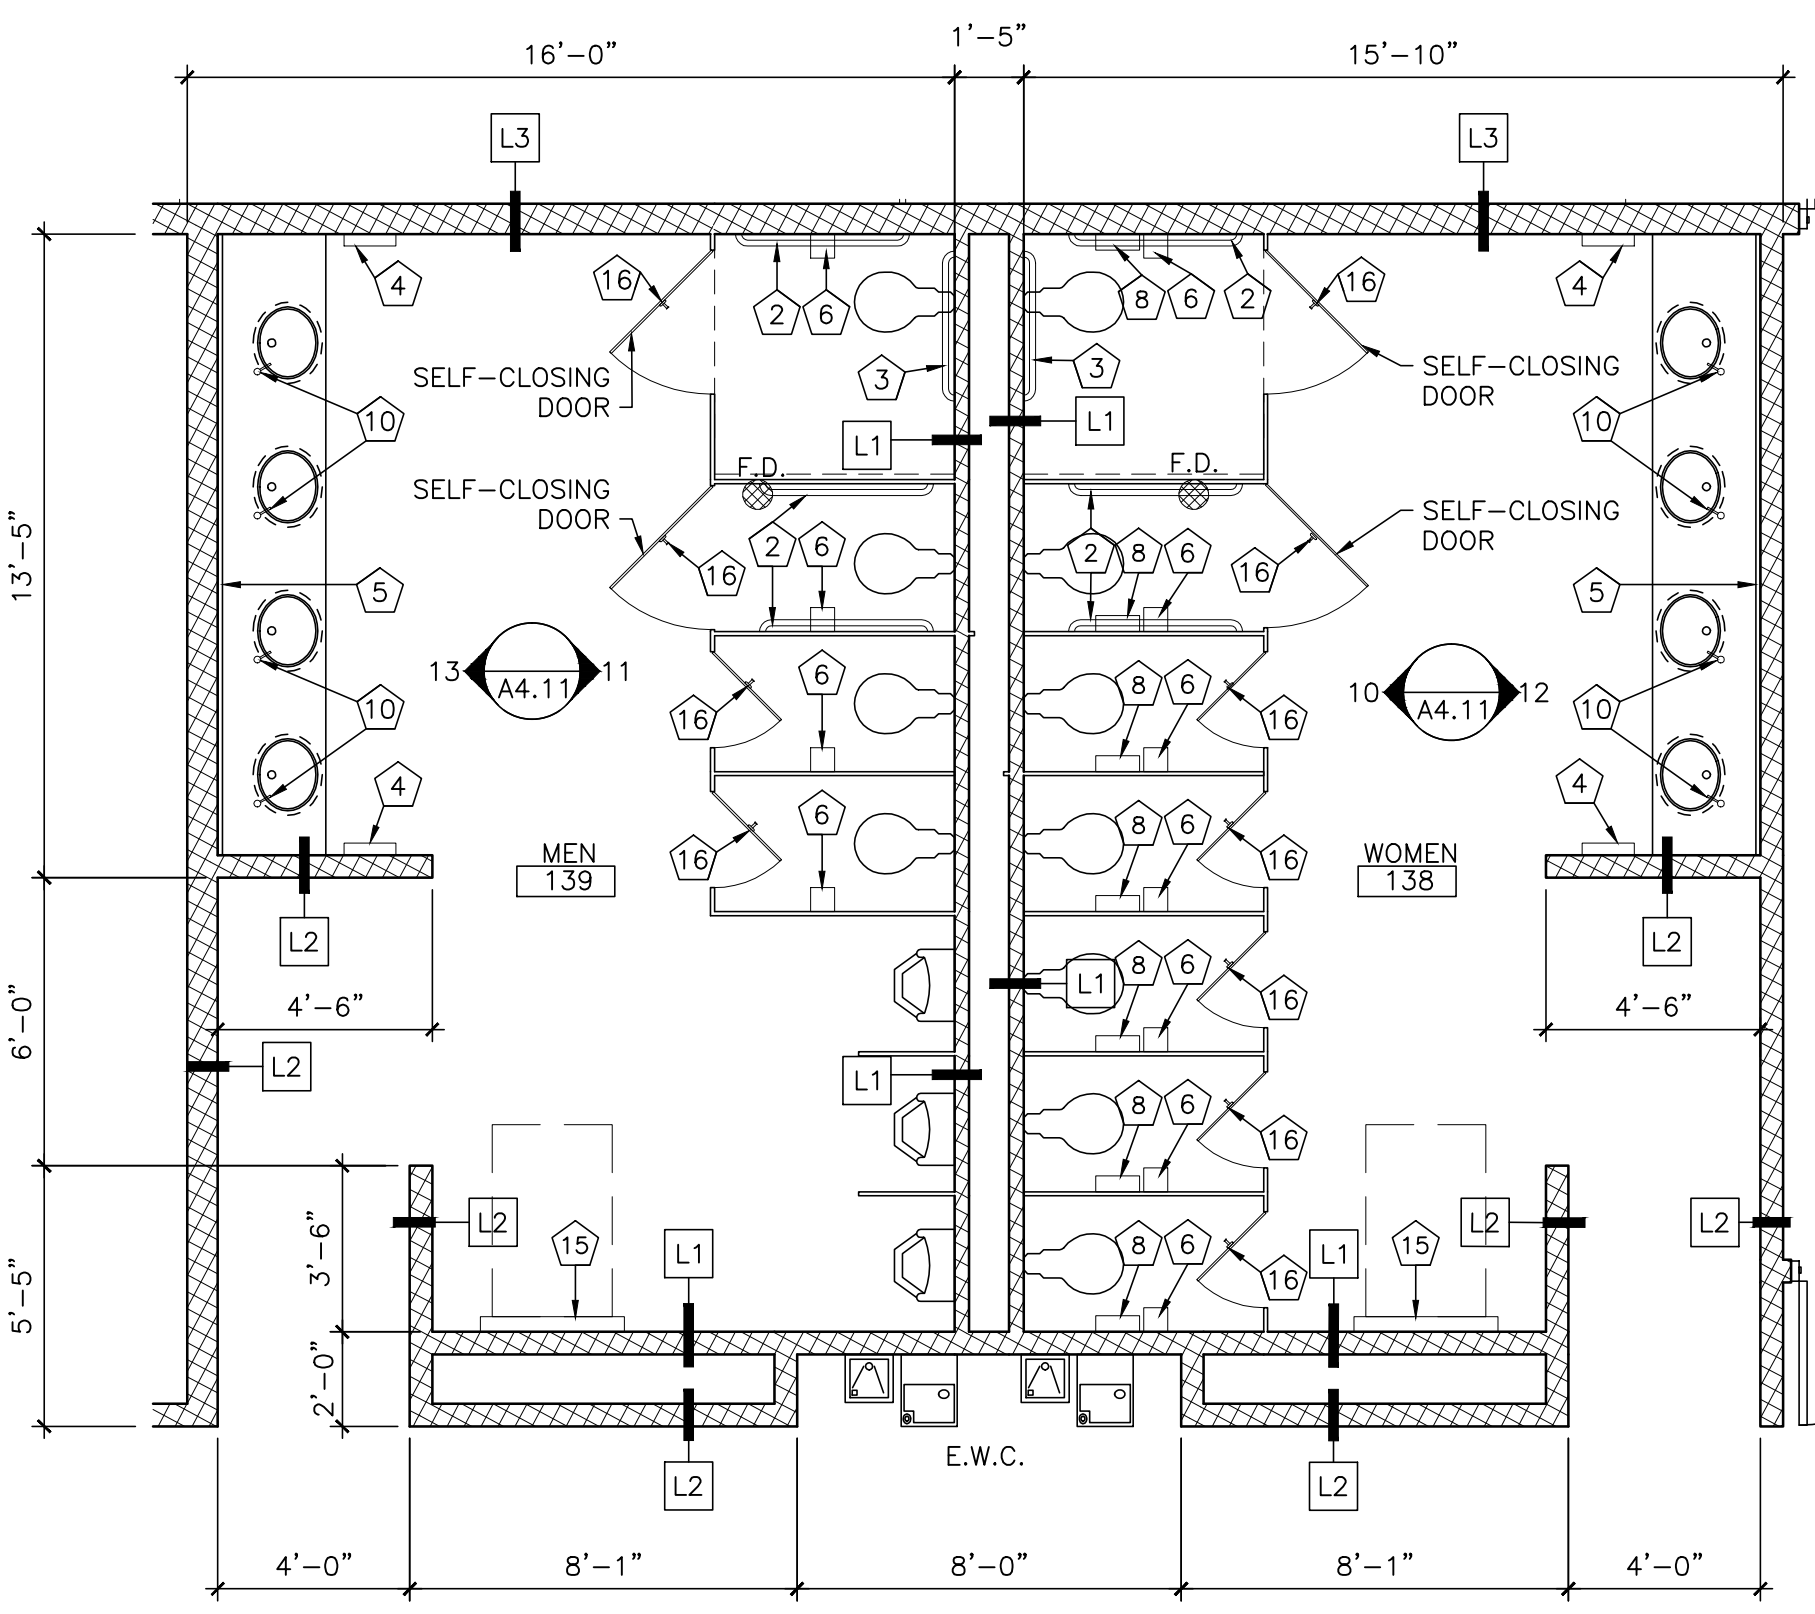 1'-5"
16'-0"
15'-10"
L3
L3
4
16
2
6
8
6
2
16
4
3
3
SELF-CLOSING
DOOR
SELF-CLOSING
DOOR
10
L1
L1
10
F.D.
F.D.
SELF-CLOSING
DOOR
SELF-CLOSING
DOOR
13'-5"
2
6
16
2
8
6
16
5
5
13
A4.11
11
6
16
8
6
16
10
A4.11
12
10
10
4
4
6
16
8
6
16
MEN
139
WOMEN
138
L2
L2
8
6
L1
16
4'-6"
4'-6"
6'-0"
L2
L1
8
6
16
L2
L2
L2
3'-6"
15
L1
8
6
16
L1
15
5'-5"
2'-0"
E.W.C.
L2
L2
4'-0"
8'-1"
8'-0"
8'-1"
4'-0"